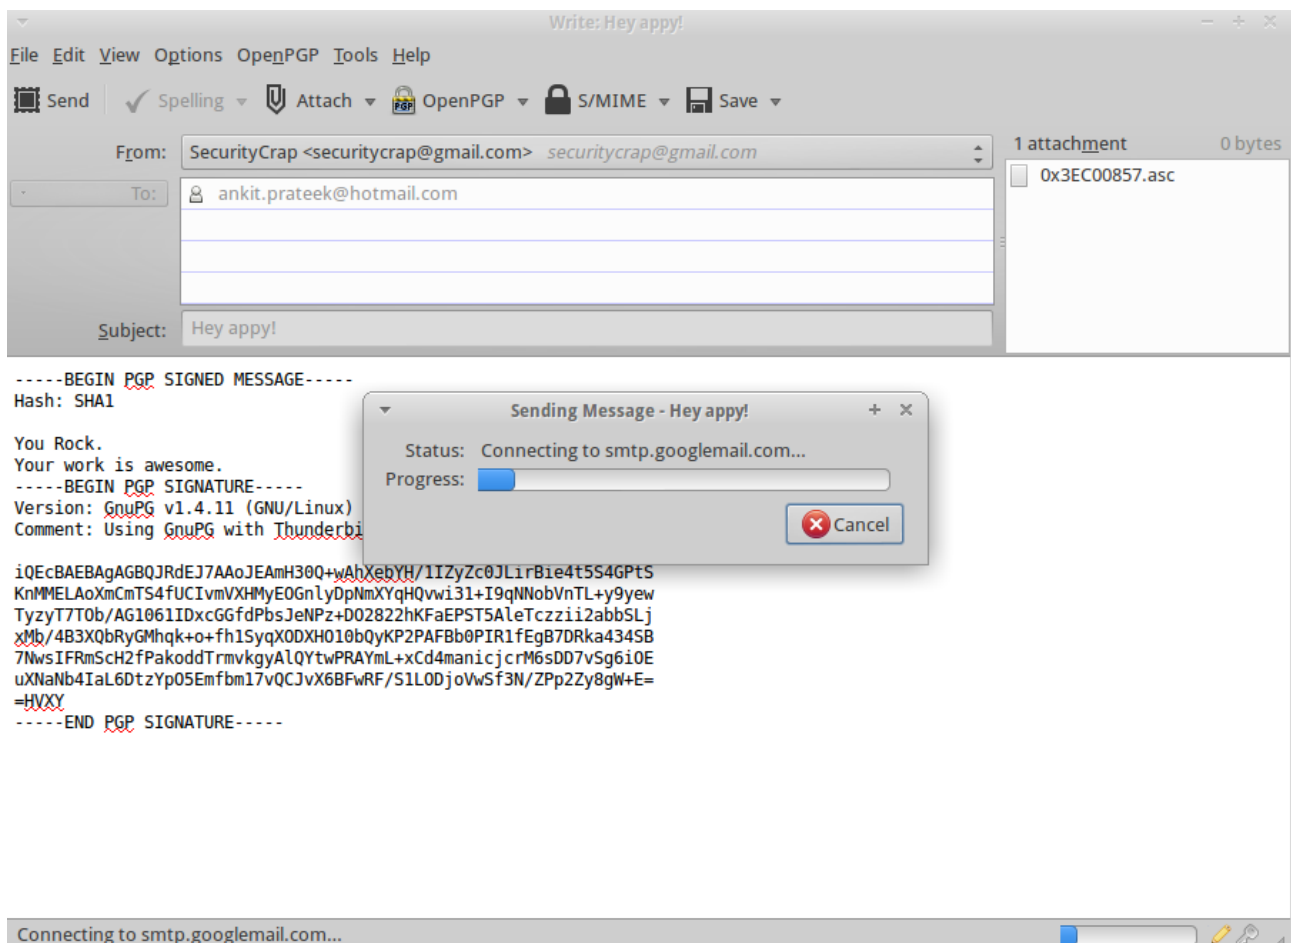 Write: Hey appy!
File Edit View Options OpenPGP Tools Help
Send Spelling Attach OpenPGP S/MIME Save
From: SecurityCrap <securitycrap@gmail.com> securitycrap@gmail.com
1 attachment 0 bytes
0x3EC00857.asc
To: ankit.prateek@hotmail.com
Subject: Hey appy!
-----BEGIN PGP SIGNED MESSAGE-----
Hash: SHA1
You Rock.
Your work is awesome.
-----BEGIN PGP SIGNATURE-----
Version: GnuPG v1.4.11 (GNU/Linux)
Comment: Using GnuPG with Thunderbi
Sending Message - Hey appy!
Status: Connecting to smtp.googlemail.com...
Progress:
Cancel
iQEcBAEBAgAGBQJRdEJ7AAoJEAmH30Q+wAhXebYH/1IZyZc0JLirBie4t5S4GPtS
KnMMELAoXmCmTS4fUCIvmVXHMyEOGnlyDpNmXYqHQvwi31+I9qNNobVnTL+y9yew
TyzyT7TOb/AG1061IDxcGGfdPbsJeNPz+DO2822hKFaEPST5AleTczzii2abbSLj
xMb/4B3XQbRyGMhqk+o+fh1SyqXODXHO10bQyKP2PAFBb0PIR1fEgB7DRka434SB
7NwsIFRmScH2fPakoddTrmvkgyAlQYtwPRAYmL+xCd4manicjcrM6sDD7vSg6iOE
uXNaNb4IaL6DtzYpO5Emfbm17vQCJvX6BFwRF/S1LODjoVwSf3N/ZPp2Zy8gW+E=
=HVXY
-----END PGP SIGNATURE-----
Connecting to smtp.googlemail.com...